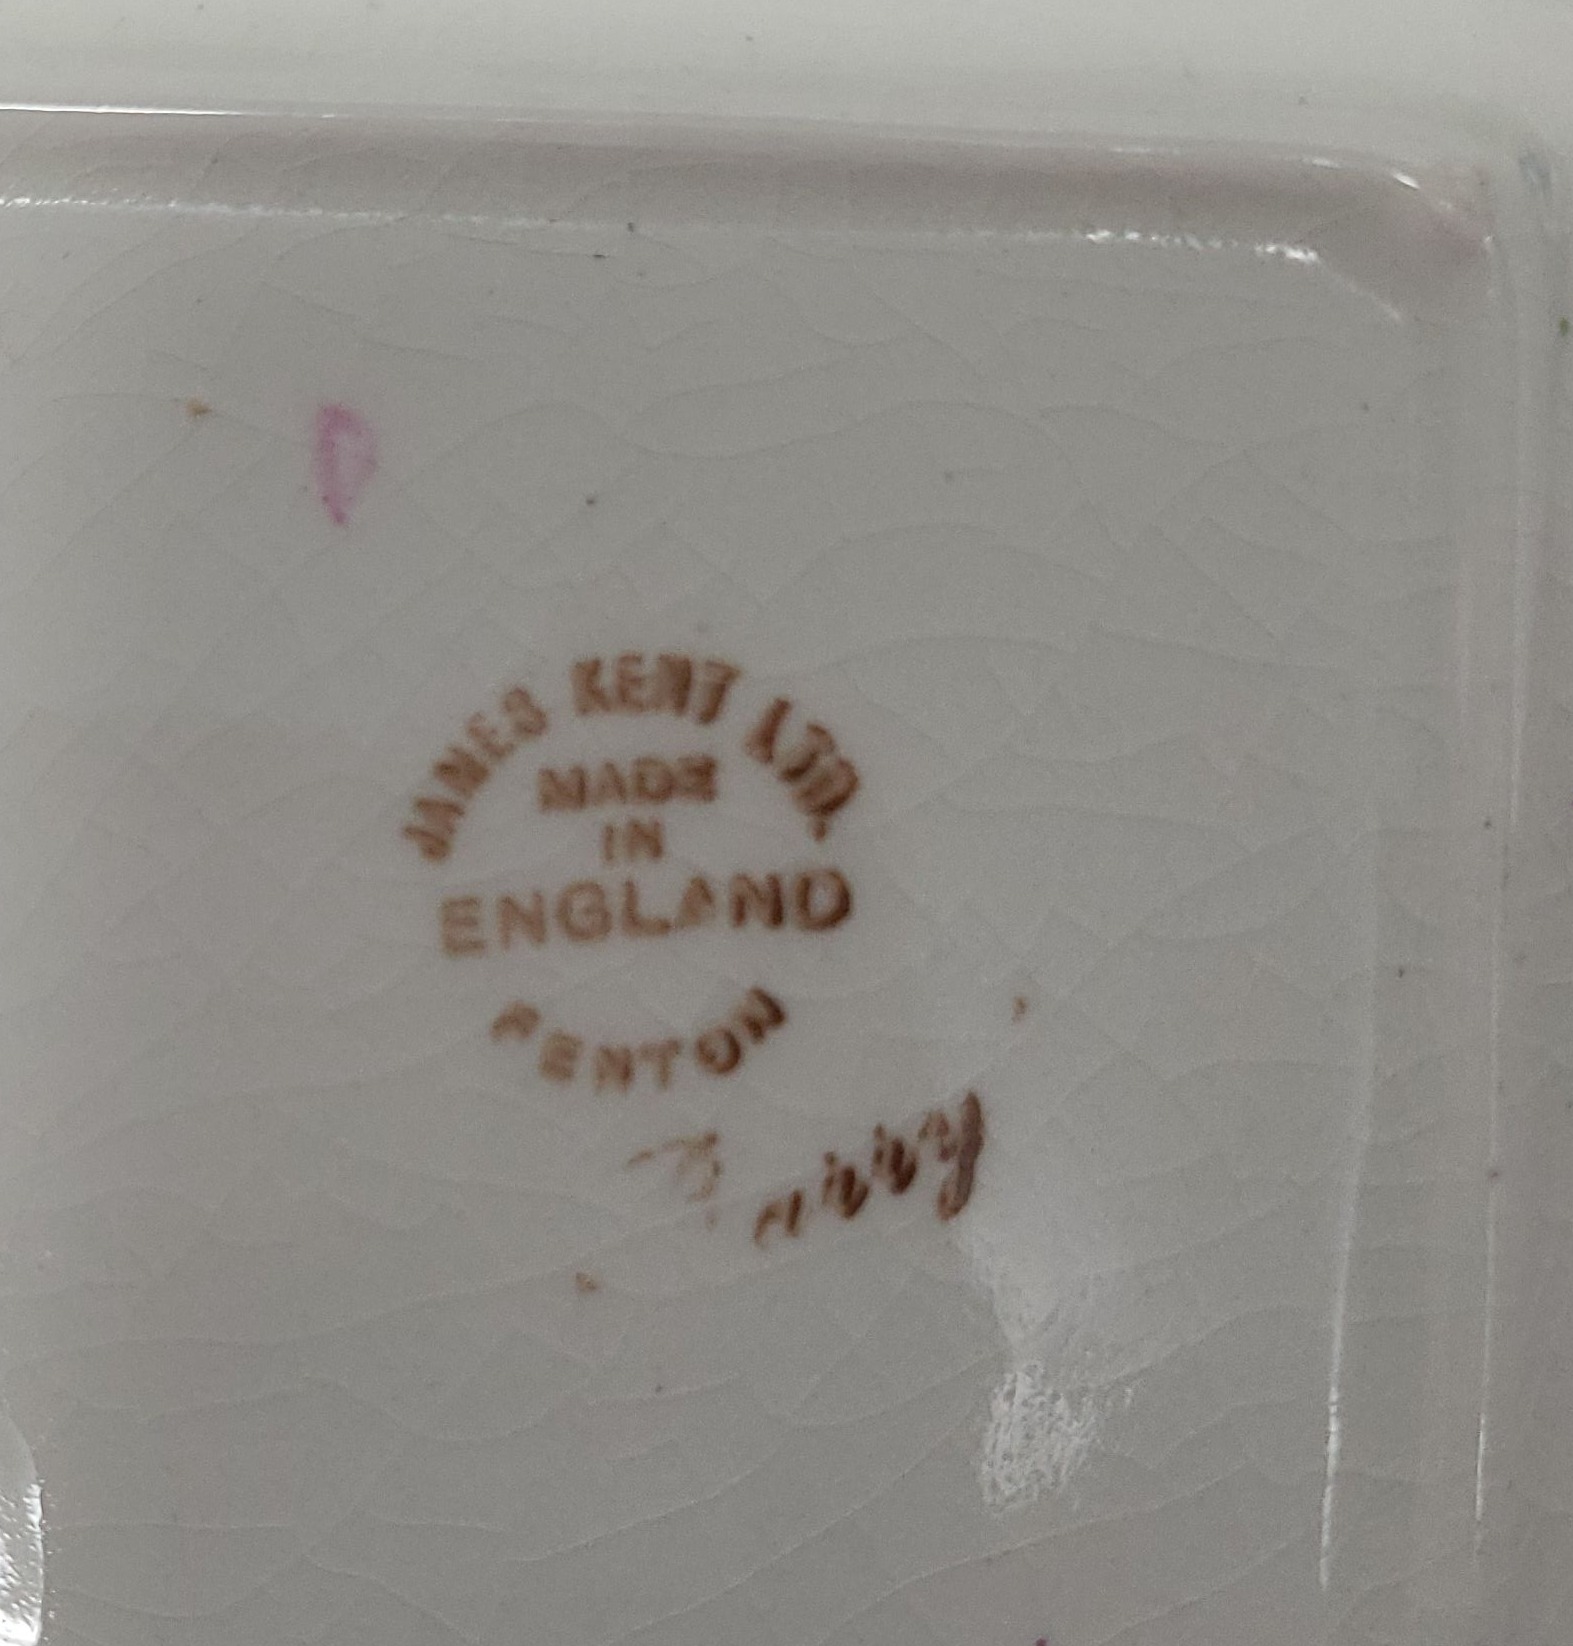 JAMES KENT LTD.
MADE
IN
ENGLAND
FENTON